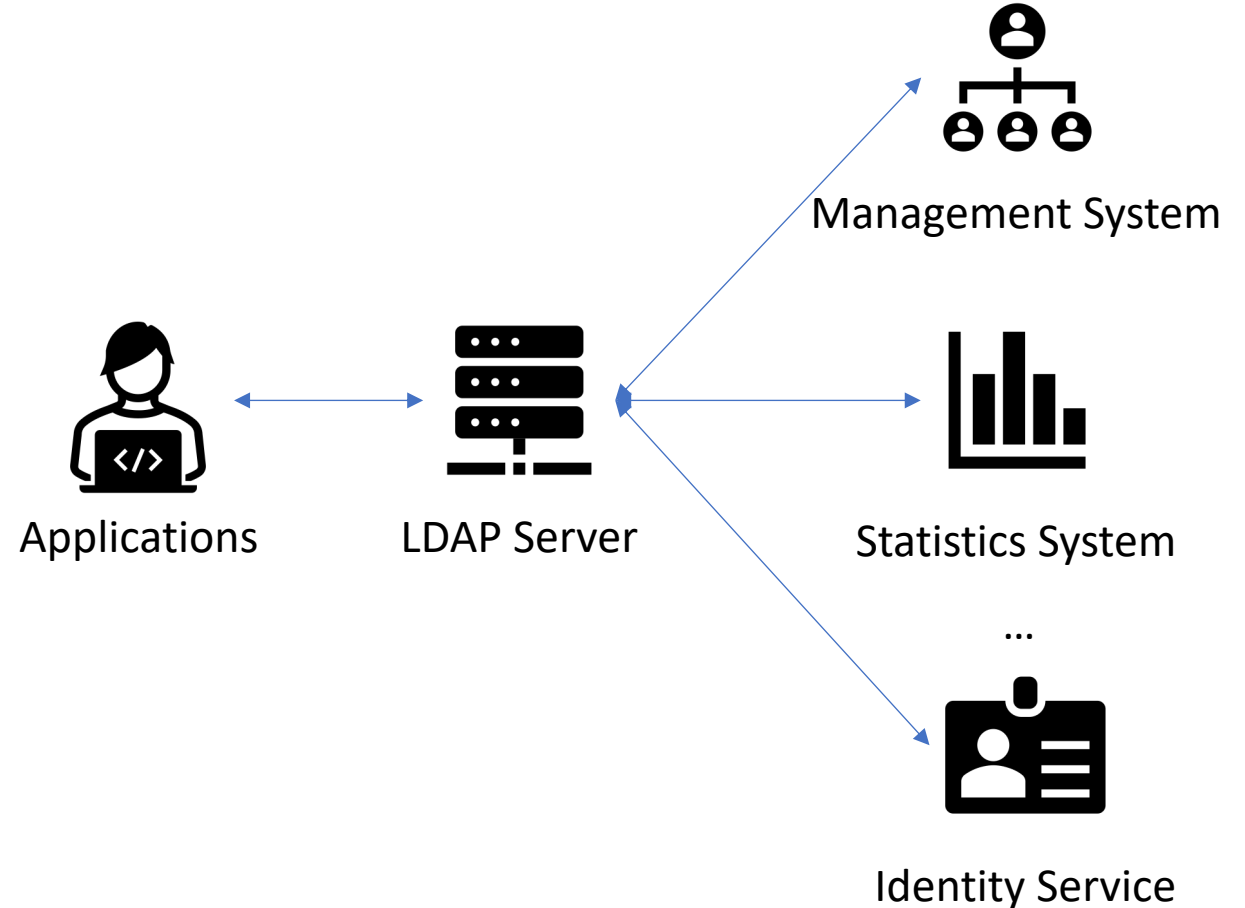 Management System
</>
Applications
LDAP Server
Statistics System
...
Identity Service